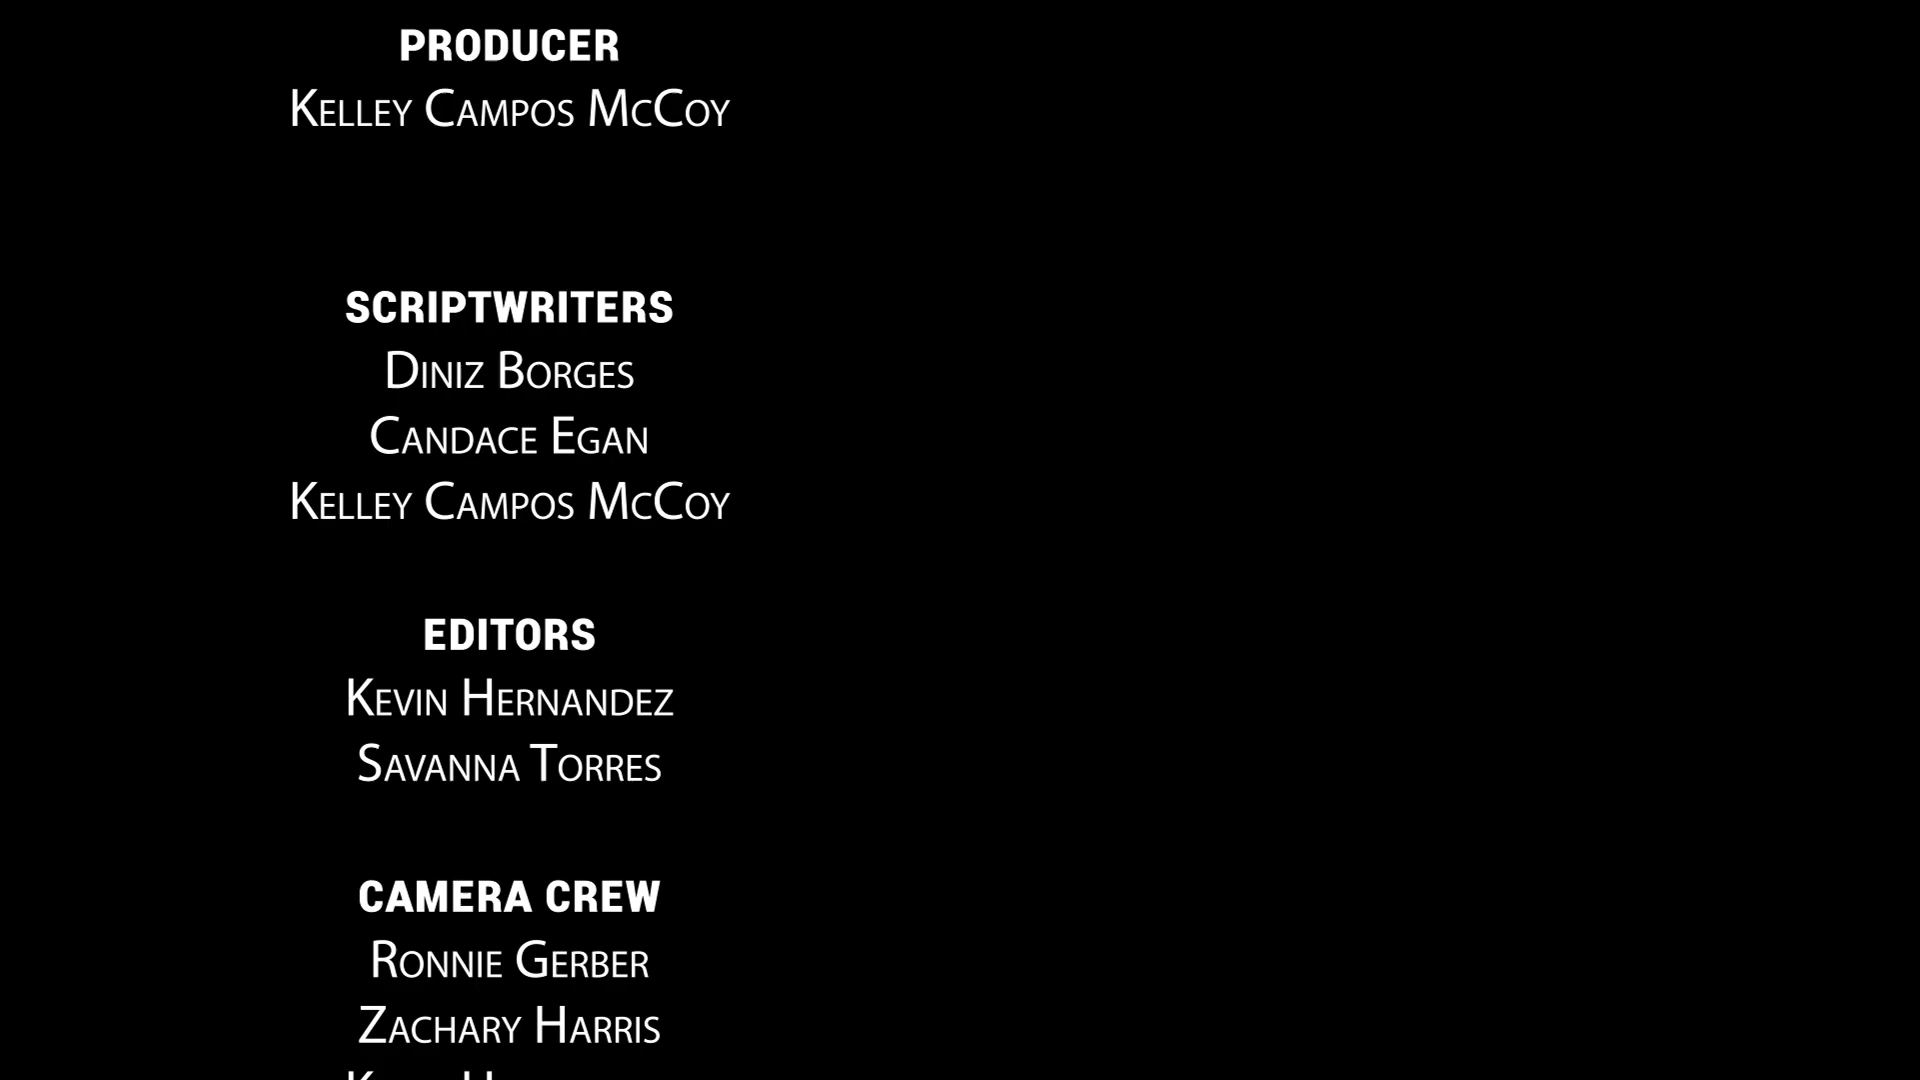 PRODUCER
Kelley Campos McCoy
SCRIPTWRITERS
Diniz Borges
Candace Egan
Kelley Campos McCoy
EDITORS
Kevin Hernandez
Savanna Torres
CAMERA CREW
Ronnie Gerber
Zachary Harris